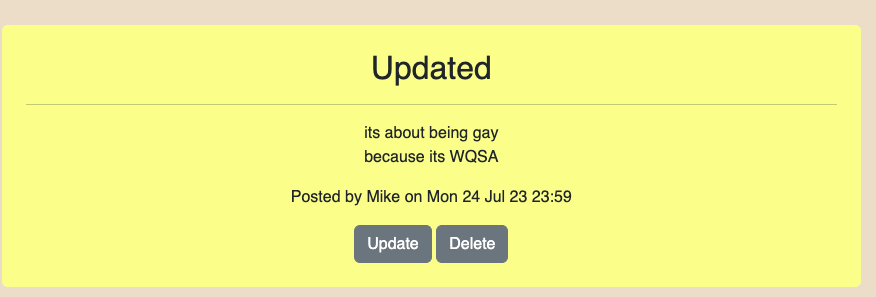 Updated
its about being gay
because its WQSA
Posted by Mike on Mon 24 Jul 23 23:59
Update Delete